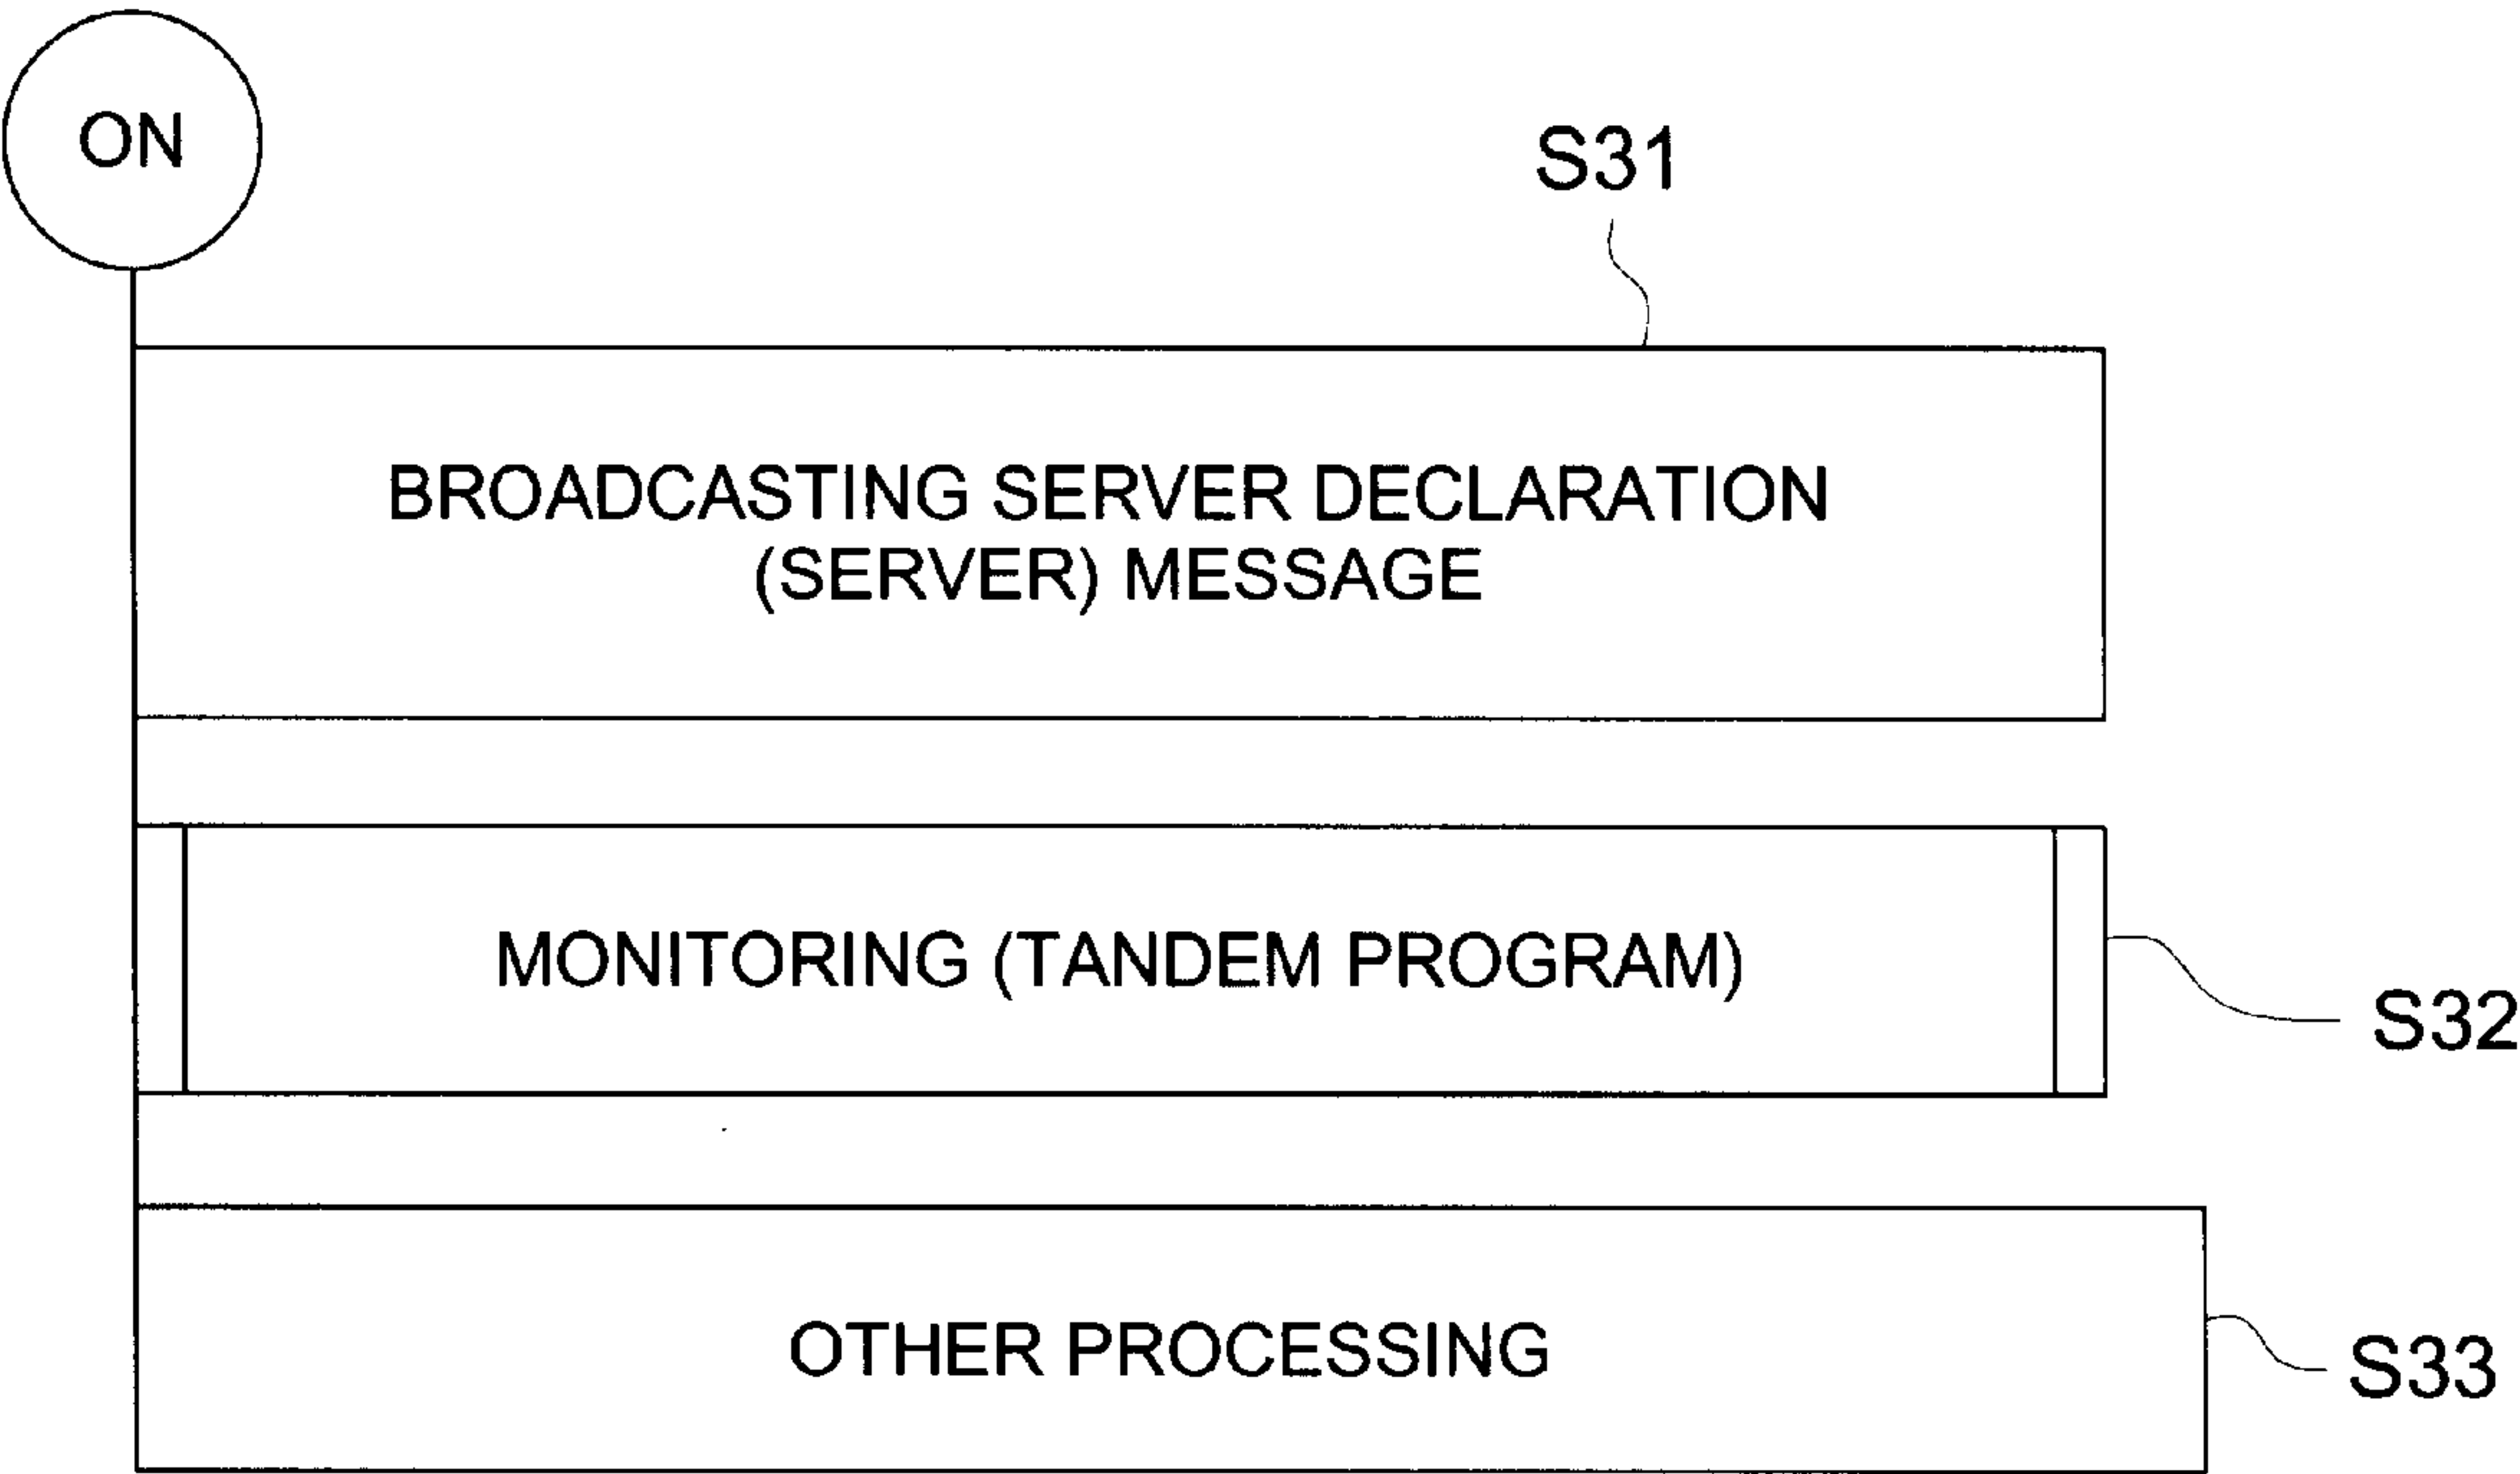 ON
S31
BROADCASTING SERVER DECLARATION
(SERVER) MESSAGE
MONITORING (TANDEM PROGRAM)
S32
OTHER PROCESSING
S33